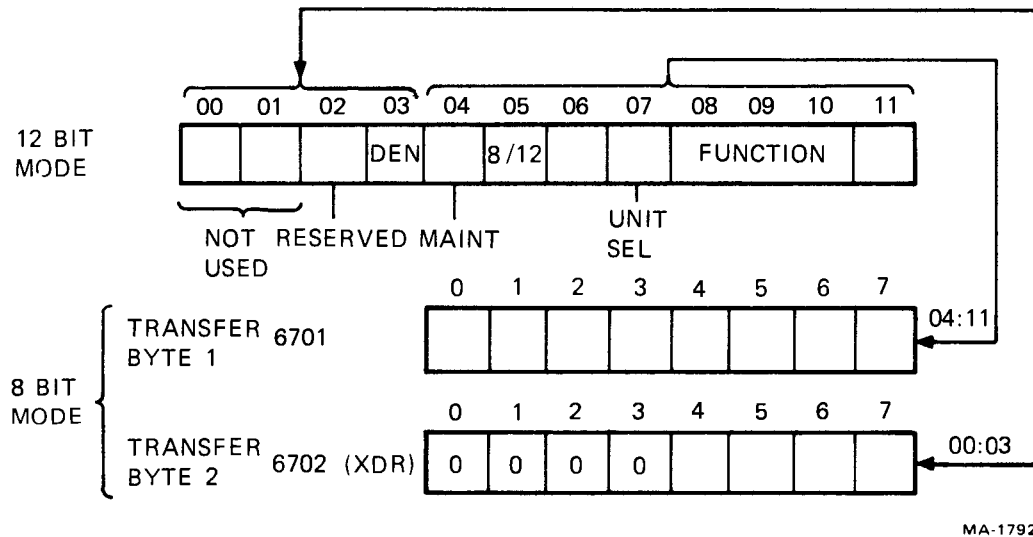 00 01 02 03 04 05 06 07 08 09 10 11
12 BIT
MODE
DEN 8/12 FUNCTION
NOT
USED
RESERVED MAINT
UNIT
SEL
0 1 2 3 4 5 6 7
8 BIT
MODE
TRANSFER
BYTE 1
6701
04:11
0 1 2 3 4 5 6 7
TRANSFER
BYTE 2
6702 (XDR)
0 0 0 0
00:03
MA-1792